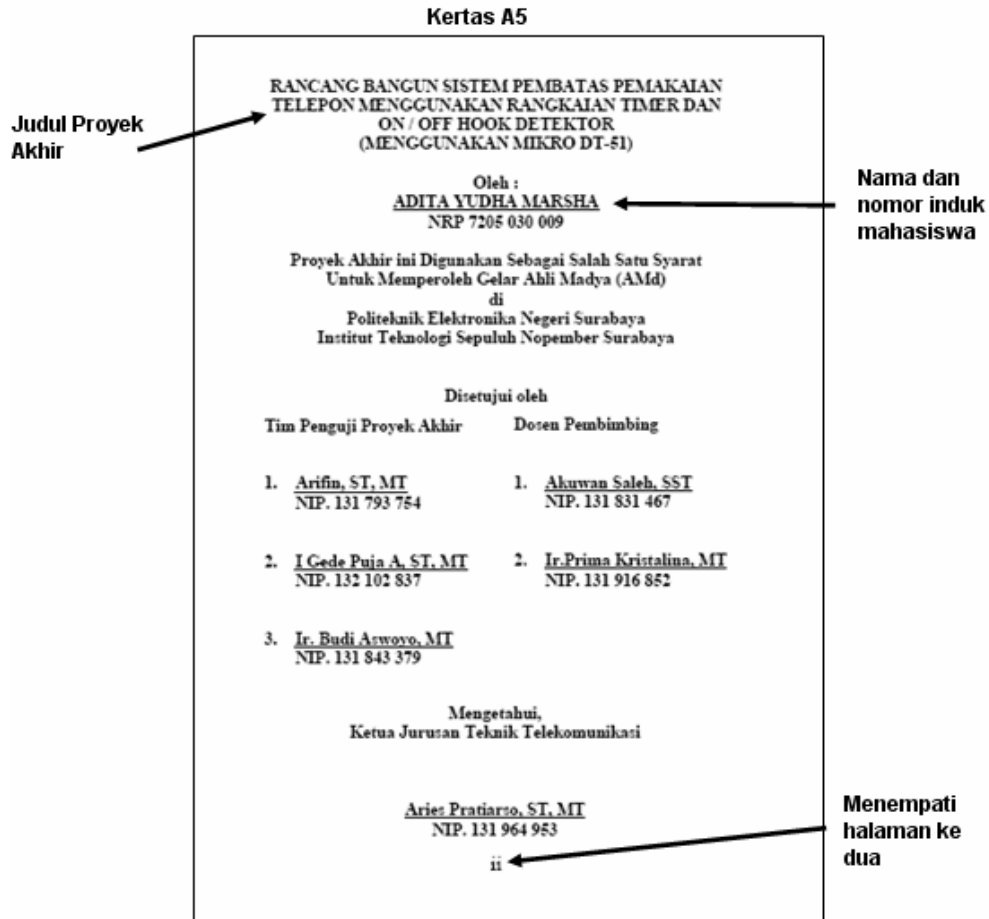 Kertas A5
RANCANG BANGUN SISTEM PEMBATAS PEMAKAIAN
TELEPON MENGGUNAKAN RANGKAIAN TIMER DAN
ON / OFF HOOK DETEKTOR
(MENGGUNAKAN MIKRO DT-51)
Judul Proyek
Akhir
Oleh :
ADITA YUDHA MARSHA
NRP 7205 030 009
Nama dan
nomor induk
mahasiswa
Proyek Akhir ini Digunakan Sebagai Salah Satu Syarat
Untuk Memperoleh Gelar Ahli Madya (AMd)
di
Politeknik Elektronika Negeri Surabaya
Institut Teknologi Sepuluh Nopember Surabaya
Disetujui oleh
Tim Penguji Proyek Akhir
Dosen Pembimbing
1. Arifin, ST, MT
NIP. 131 793 754
1. Akuwan Saleh, SST
NIP. 131 831 467
2. I Gede Puja A, ST, MT
NIP. 132 102 837
2. Ir.Prima Kristalina, MT
NIP. 131 916 852
3. Ir. Budi Aswoyo, MT
NIP. 131 843 379
Mengetahui,
Ketua Jurusan Teknik Telekomunikasi
Aries Pratiarso, ST, MT
NIP. 131 964 953
ii
Menempati
halaman ke
dua